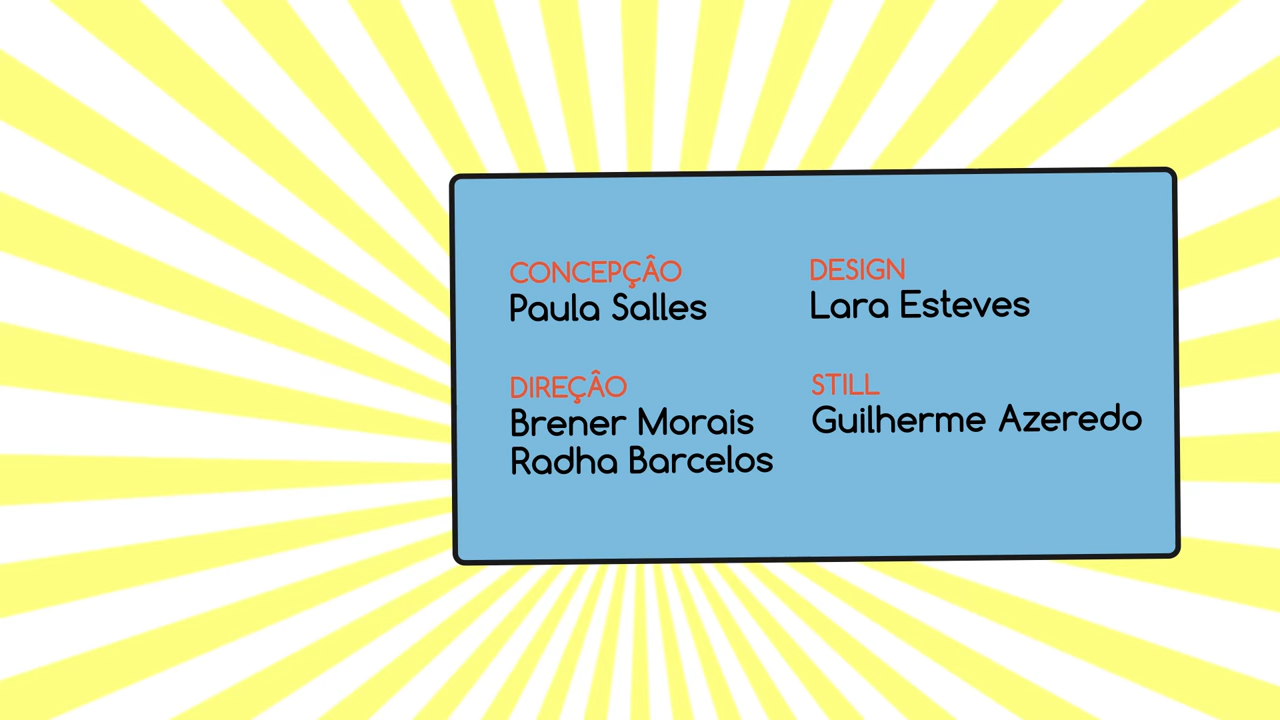 CONCEPÇÂO
Paula Salles
DIREÇÂO
Brener Morais
Radha Barcelos
DESIGN
Lara Esteves
STILL
Guilherme Azeredo